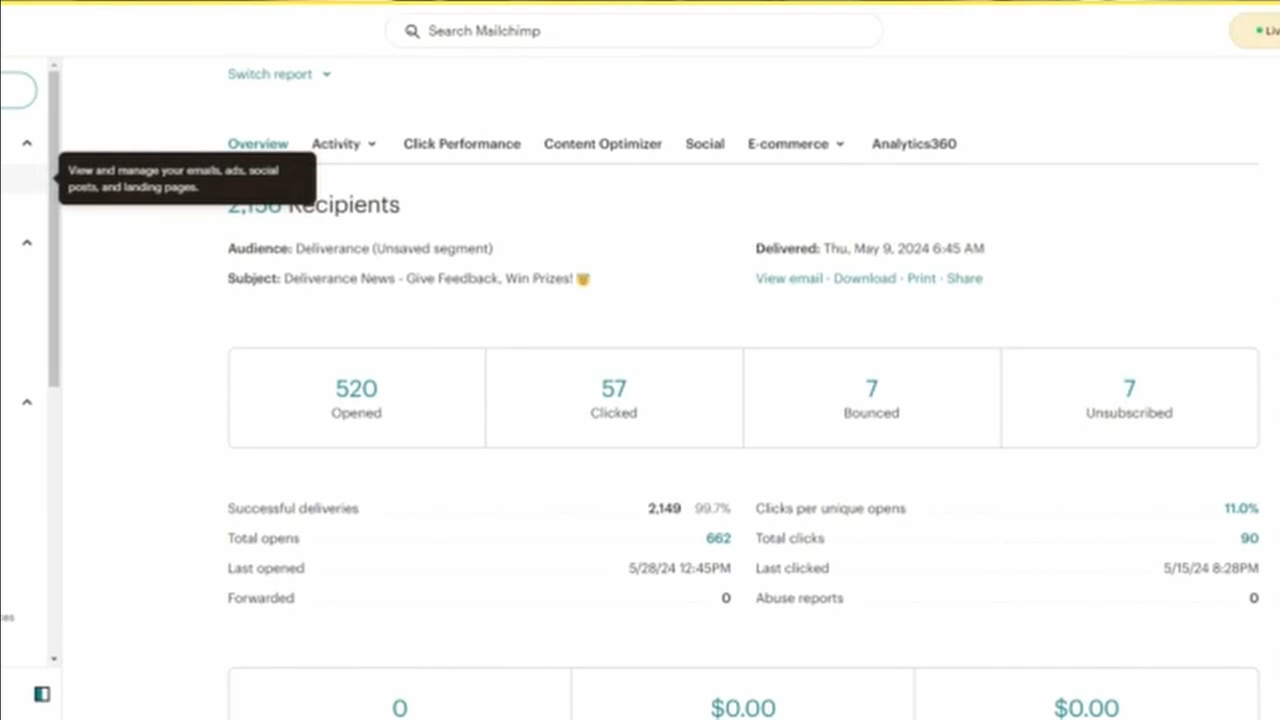 Search Mailchimp
Liv
Switch report
Overview Activity Click Performance Content Optimizer Social E-commerce Analytics360
View and manage your emails, ads, social
posts, and landing pages.
2,156 Recipients
Audience: Deliverance (Unsaved segment)
Delivered: Thu, May 9, 2024 6:45 AM
Subject: Deliverance News - Give Feedback, Win Prizes!
View email · Download · Print · Share
520
Opened
57
Clicked
7
Bounced
7
Unsubscribed
Successful deliveries 2,149 99.7%
Clicks per unique opens 11.0%
Total opens 662
Total clicks 90
Last opened 5/28/24 12:45PM
Last clicked 5/15/24 8:28PM
Forwarded 0
Abuse reports 0
ces
0
$0.00
$0.00